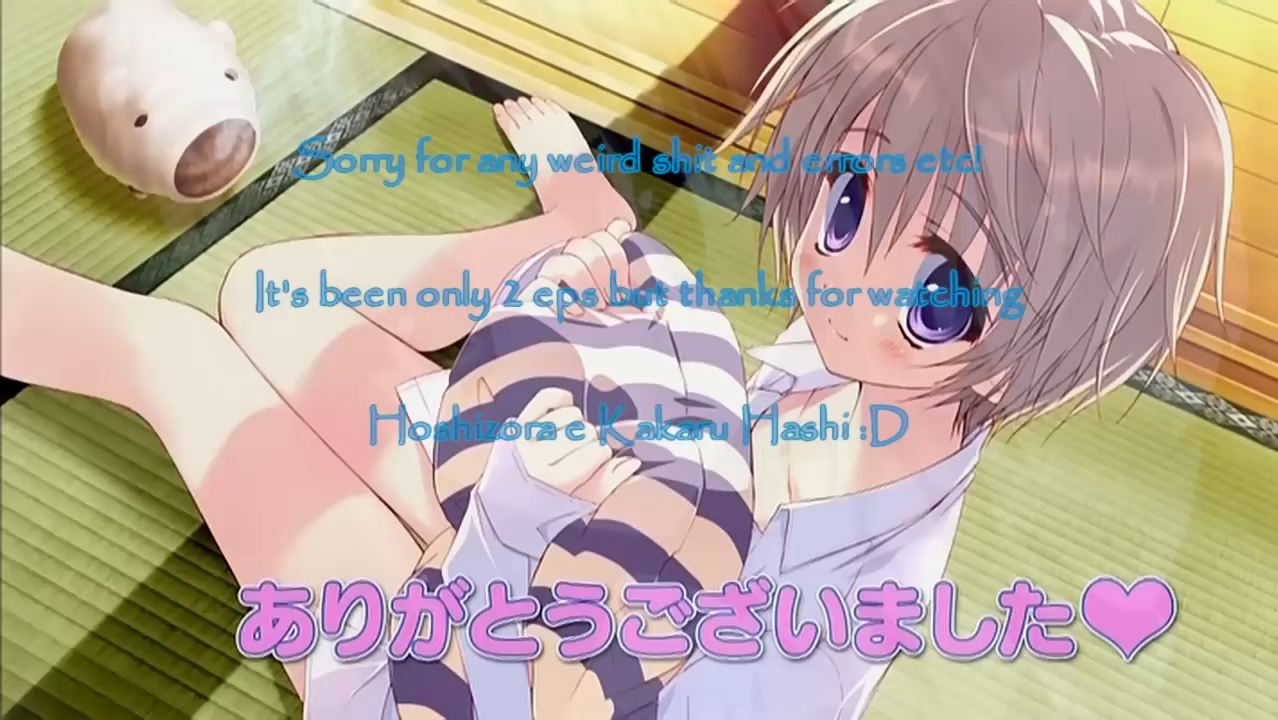 Sorry for any weird shit and errors etc!
It's been only 2 eps but thanks for watching
Hoshizora e Kakaru Hashi :D
ありがとうございました♥